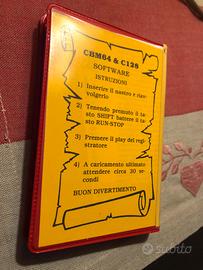 CBM64 & C128
SOFTWARE
ISTRUZIONI
1) Inserire il nastro e riav-
volgerlo
2) Tenendo premuto il ta-
sto SHIFT battere il ta-
sto RUN-STOP
3) Premere il play del regi-
stratore
4) A caricamento ultimato
attendere circa 30 se-
condi
BUON DIVERTIMENTO
subito